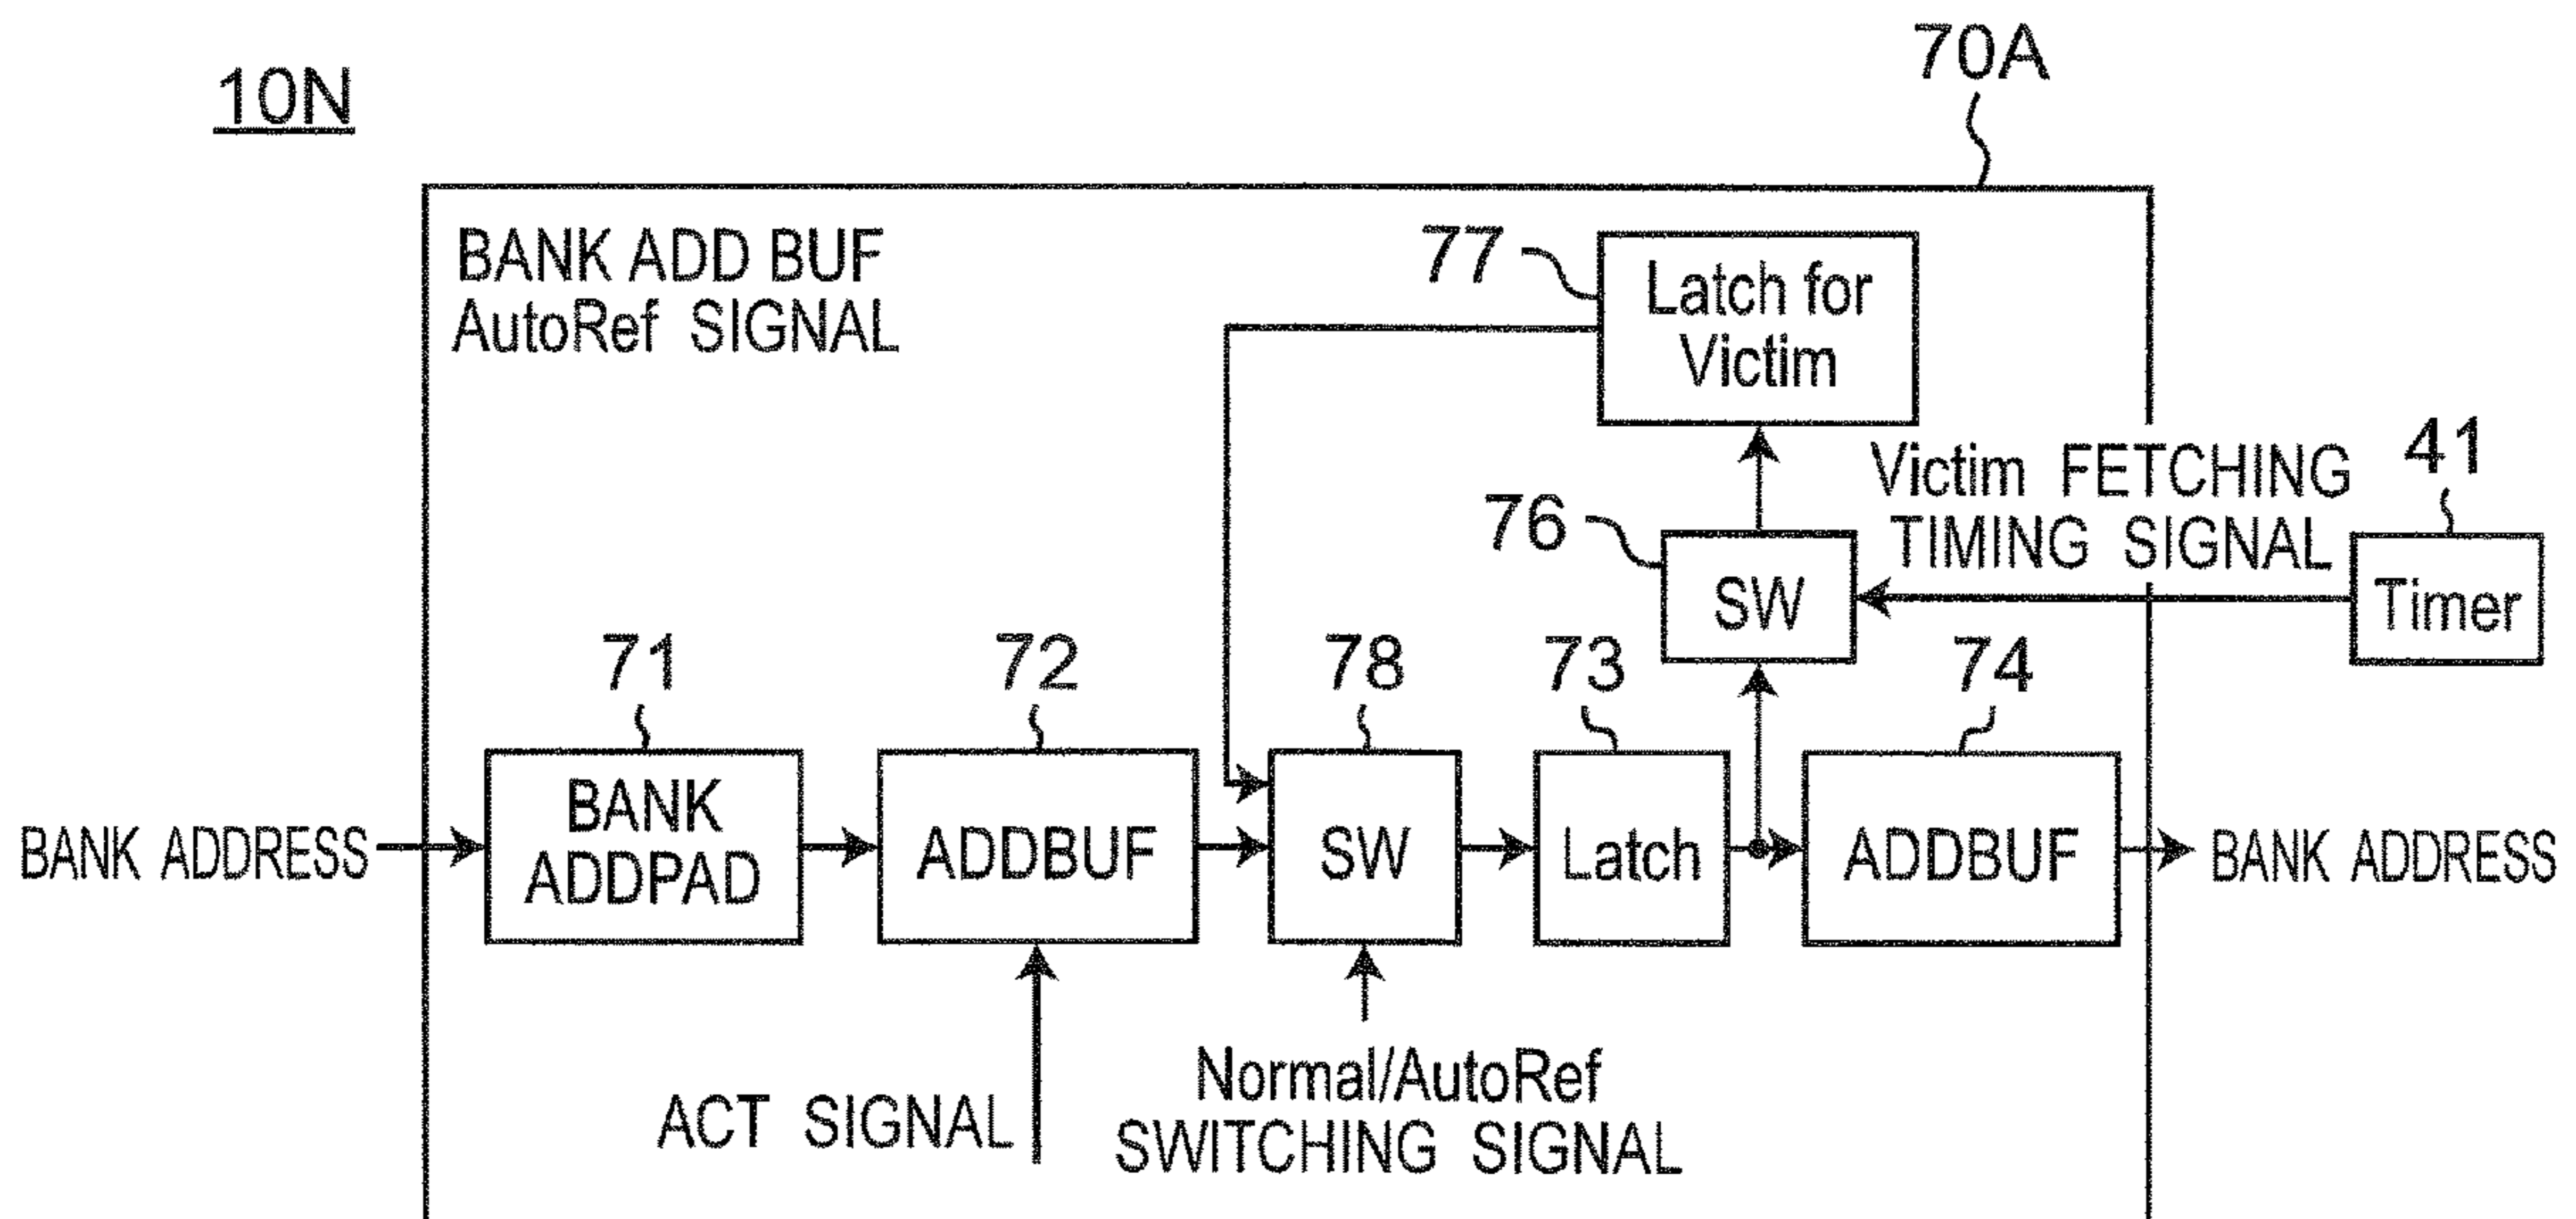 10N
70A
BANK ADD BUF
AutoRef SIGNAL
77
Latch for
Victim
Victim FETCHING
TIMING SIGNAL
41
Timer
76
SW
71
72
78
73
74
BANK ADDRESS
BANK
ADDPAD
ADDBUF
SW
Latch
ADDBUF
BANK ADDRESS
ACT SIGNAL
Normal/AutoRef
SWITCHING SIGNAL